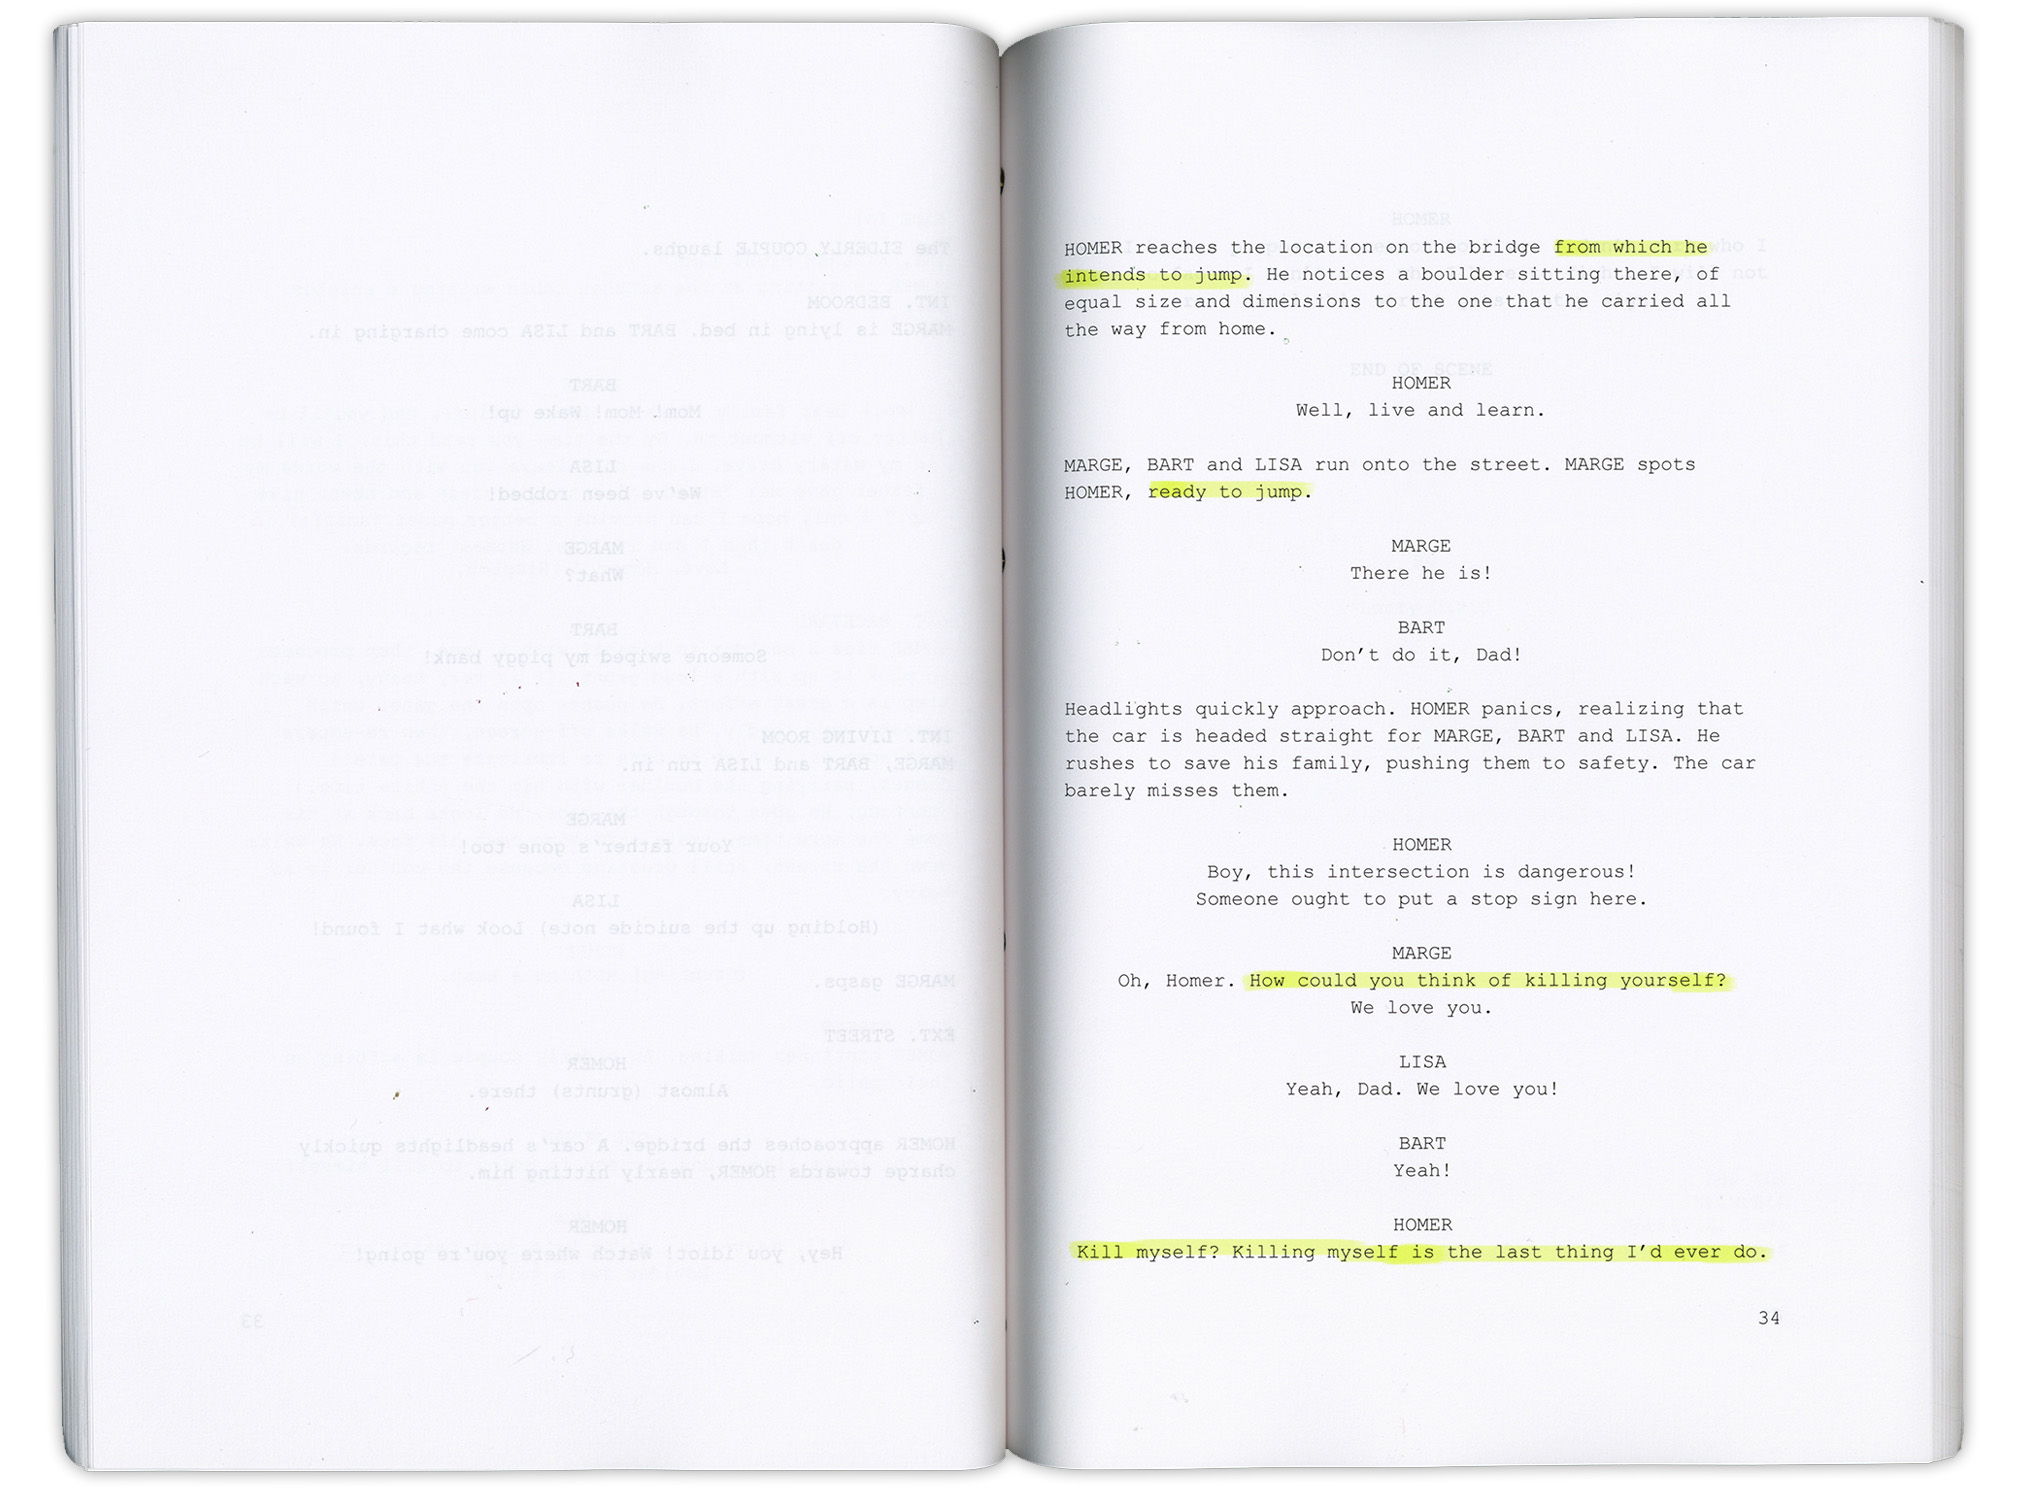 HOMER reaches the location on the bridge from which he
intends to jump. He notices a boulder sitting there, of
equal size and dimensions to the one that he carried all
the way from home.
HOMER
Well, live and learn.
MARGE, BART and LISA run onto the street. MARGE spots
HOMER, ready to jump.
MARGE
There he is!
BART
Don’t do it, Dad!
Headlights quickly approach. HOMER panics, realizing that
the car is headed straight for MARGE, BART and LISA. He
rushes to save his family, pushing them to safety. The car
barely misses them.
HOMER
Boy, this intersection is dangerous!
Someone ought to put a stop sign here.
MARGE
Oh, Homer. How could you think of killing yourself?
We love you.
LISA
Yeah, Dad. We love you!
BART
Yeah!
HOMER
Kill myself? Killing myself is the last thing I’d ever do.
34